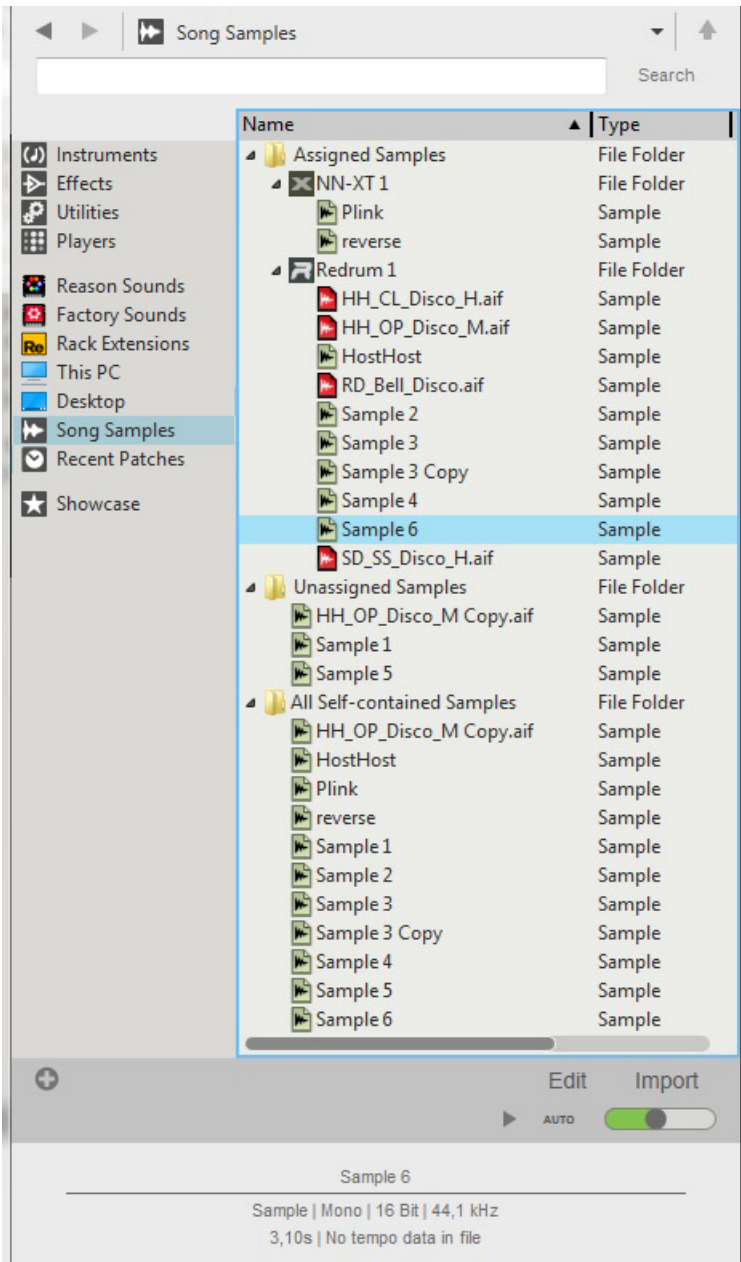 Song Samples
Search
Name Type
Instruments
Effects
Utilities
Players
Reason Sounds
Factory Sounds
Re Rack Extensions
This PC
Desktop
Song Samples
Recent Patches
Showcase
Assigned Samples File Folder
NN-XT 1 File Folder
Plink Sample
reverse Sample
Redrum 1 File Folder
HH_CL_Disco_H.aif Sample
HH_OP_Disco_M.aif Sample
HostHost Sample
RD_Bell_Disco.aif Sample
Sample 2 Sample
Sample 3 Sample
Sample 3 Copy Sample
Sample 4 Sample
Sample 6 Sample
SD_SS_Disco_H.aif Sample
Unassigned Samples File Folder
HH_OP_Disco_M Copy.aif Sample
Sample 1 Sample
Sample 5 Sample
All Self-contained Samples File Folder
HH_OP_Disco_M Copy.aif Sample
HostHost Sample
Plink Sample
reverse Sample
Sample 1 Sample
Sample 2 Sample
Sample 3 Sample
Sample 3 Copy Sample
Sample 4 Sample
Sample 5 Sample
Sample 6 Sample
Edit Import
AUTO
Sample 6
Sample | Mono | 16 Bit | 44,1 kHz
3,10s | No tempo data in file